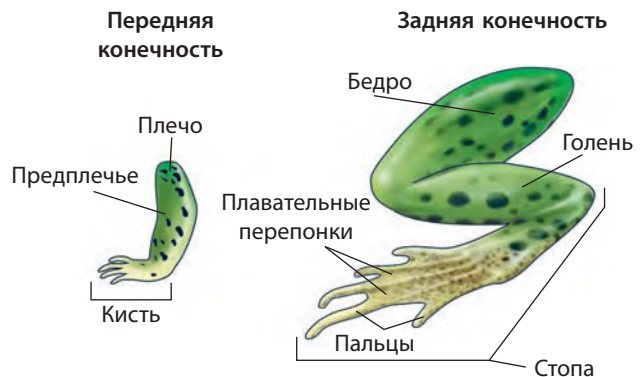 Передняя
конечность
Плечо
Предплечье
Кисть
Задняя конечность
Бедро
Голень
Плавательные
перепонки
Пальцы
Стопа